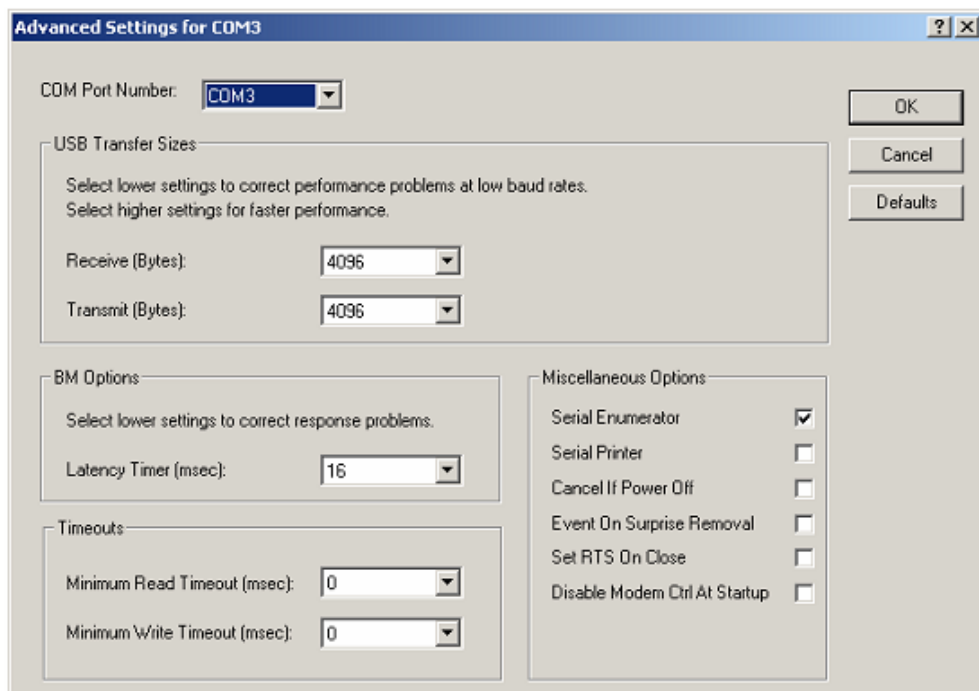 Advanced Settings for COM3
COM Port Number: COM3
OK
Cancel
Defaults
USB Transfer Sizes
Select lower settings to correct performance problems at low baud rates.
Select higher settings for faster performance.
Receive (Bytes): 4096
Transmit (Bytes): 4096
BM Options
Select lower settings to correct response problems.
Latency Timer (msec): 16
Timeouts
Minimum Read Timeout (msec): 0
Minimum Write Timeout (msec): 0
Miscellaneous Options
Serial Enumerator
Serial Printer
Cancel If Power Off
Event On Surprise Removal
Set RTS On Close
Disable Modem Ctrl At Startup